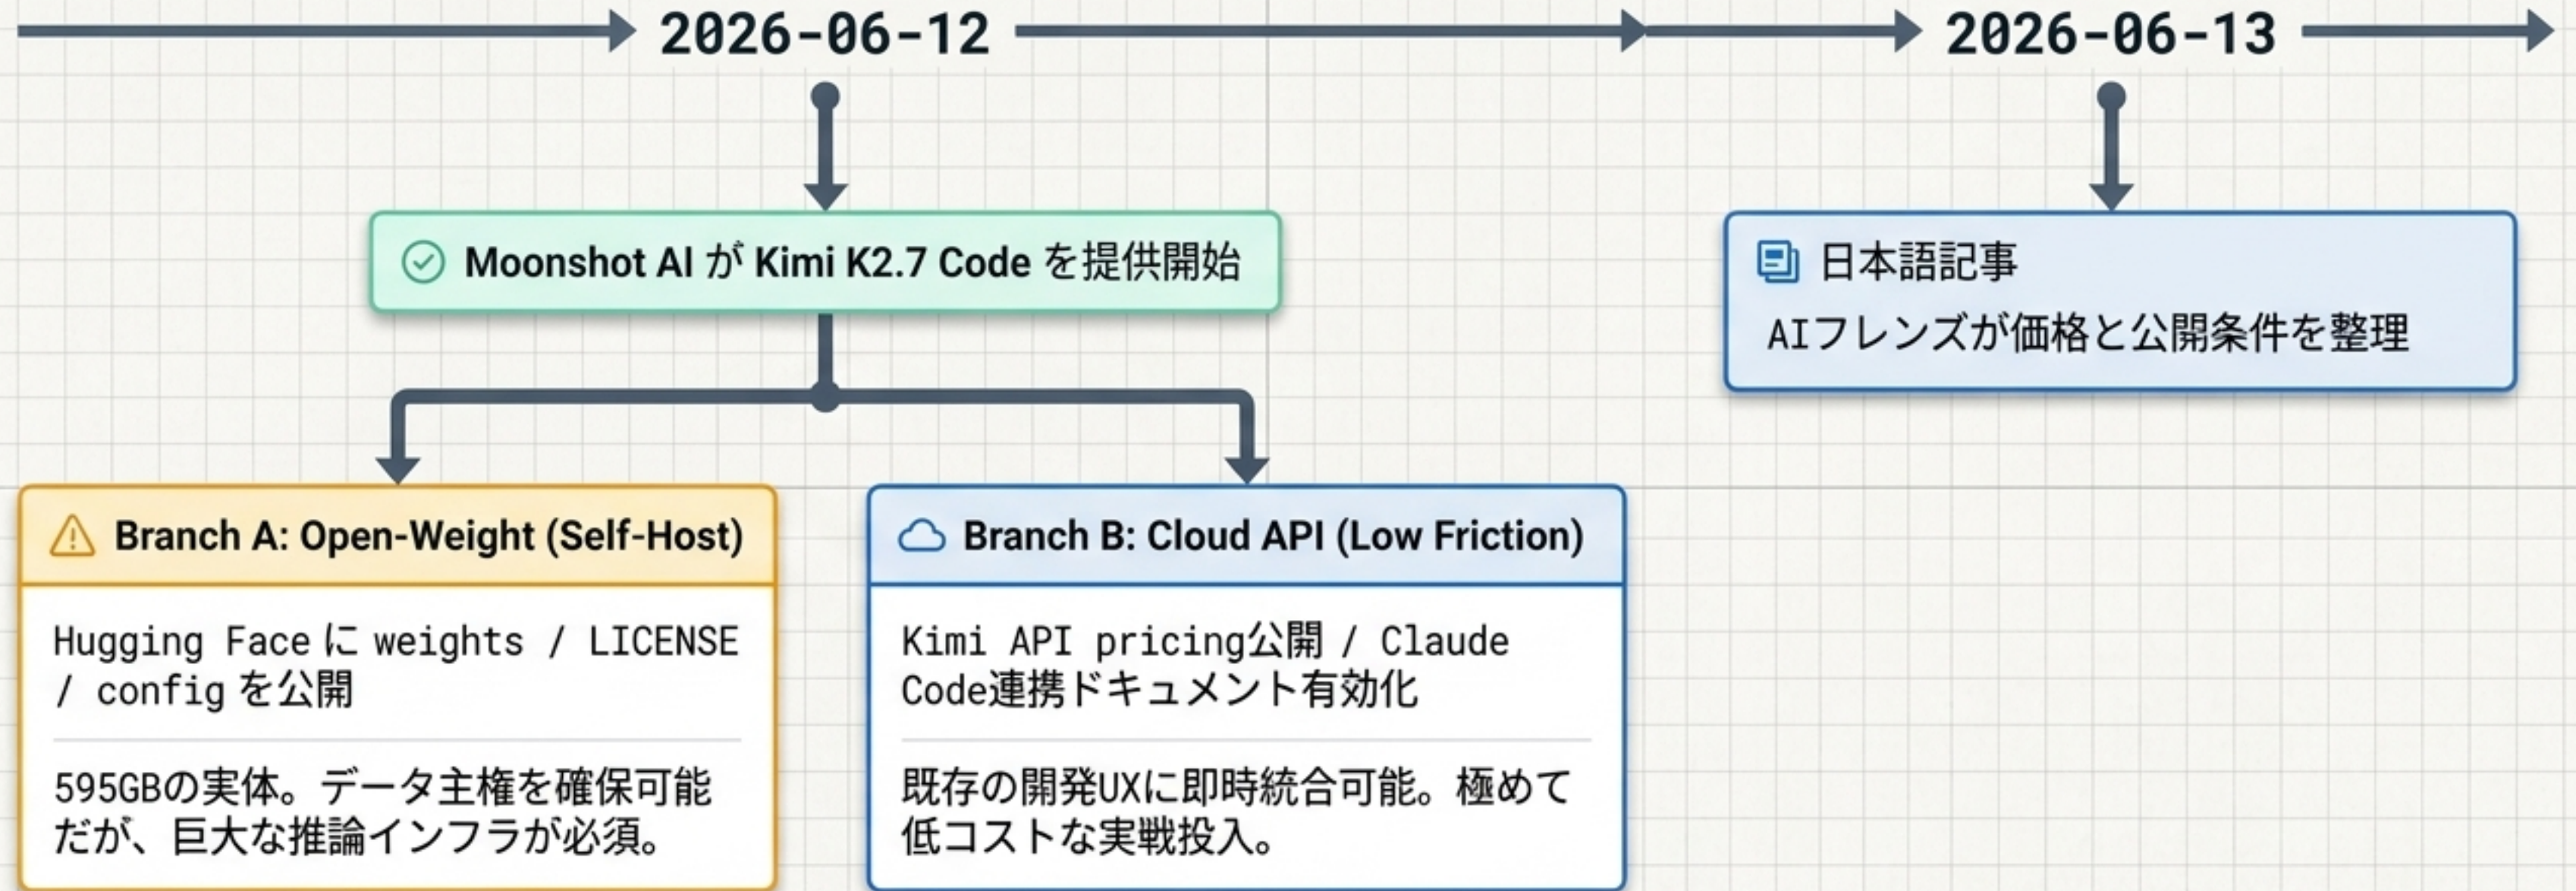 2026-06-12
2026-06-13
Moonshot AI が Kimi K2.7 Code を提供開始
日本語記事
AIフレンズが価格と公開条件を整理
Branch A: Open-Weight (Self-Host)
Hugging Face に weights / LICENSE
/ config を公開
595GBの実体。データ主権を確保可能
だが、巨大な推論インフラが必須。
Branch B: Cloud API (Low Friction)
Kimi API pricing公開 / Claude
Code連携ドキュメント有効化
既存の開発UXに即時統合可能。極めて
低コストな実戦投入。